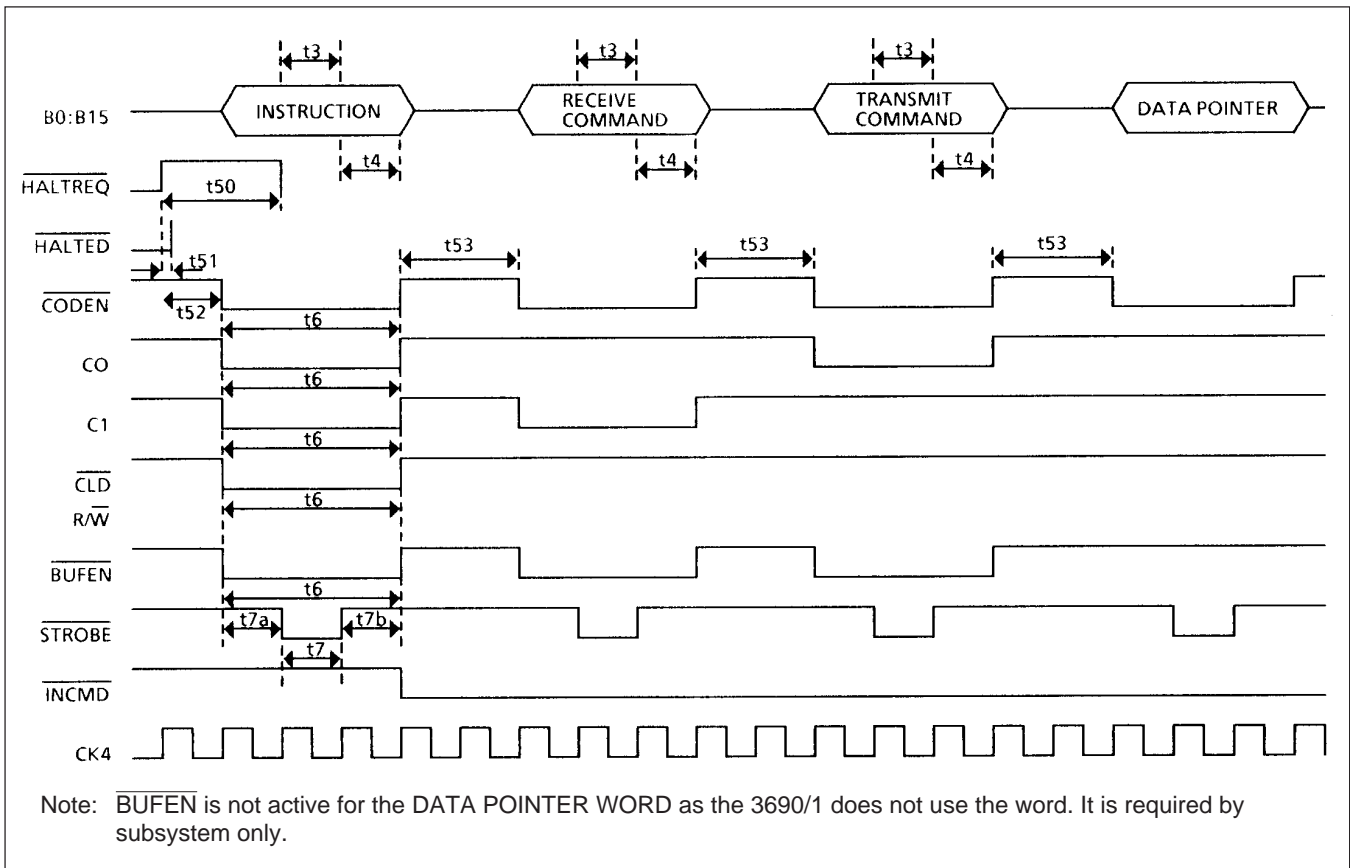 t3 t3 t3
B0:B15 INSTRUCTION RECEIVE COMMAND TRANSMIT COMMAND DATA POINTER
t4 t4 t4
HALTREQ t50
HALTED
t51 t53 t53 t53
CODEN
t52 t6
CO
t6
C1
t6
CLD
t6
R/W
BUFEN
t6
STROBE t7a t7b
t7
INCMD
CK4
Note: BUFEN is not active for the DATA POINTER WORD as the 3690/1 does not use the word. It is required by
subsystem only.